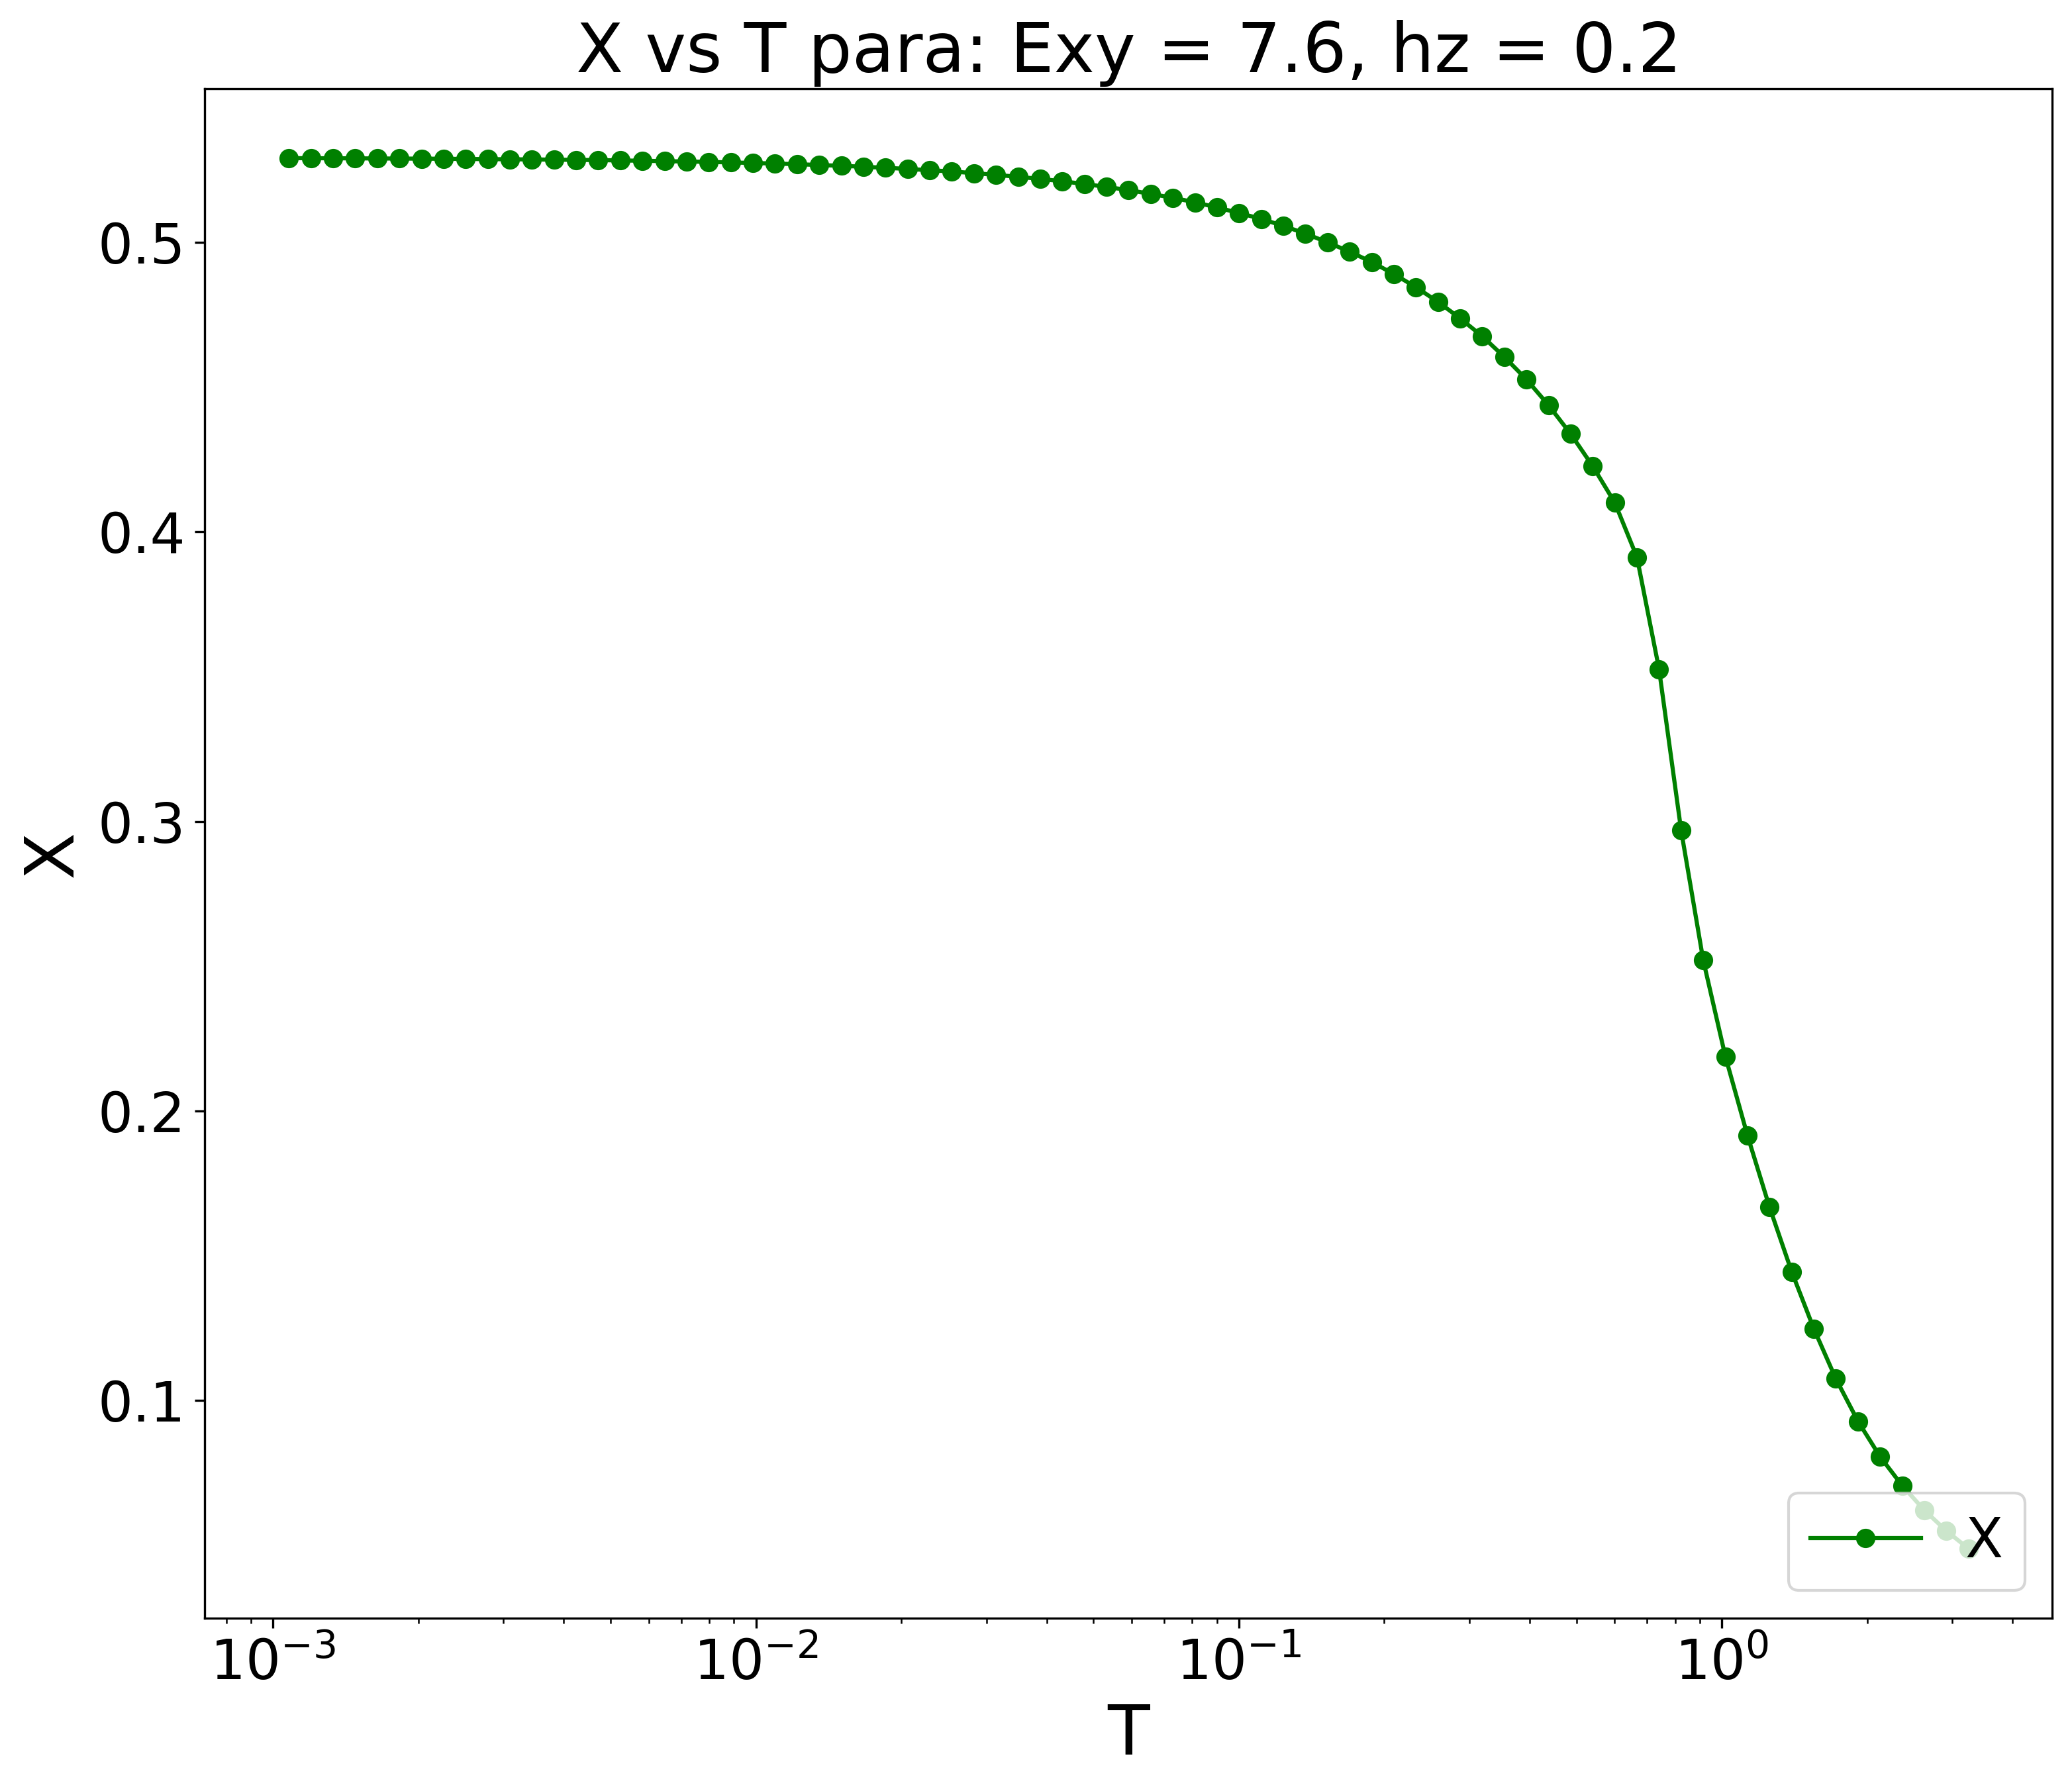 X vs T para: Exy = 7.6, hz = 0.2
0.5
0.4
0.3
0.2
0.1
X
10⁻³ 10⁻² 10⁻¹ 10⁰
T
X